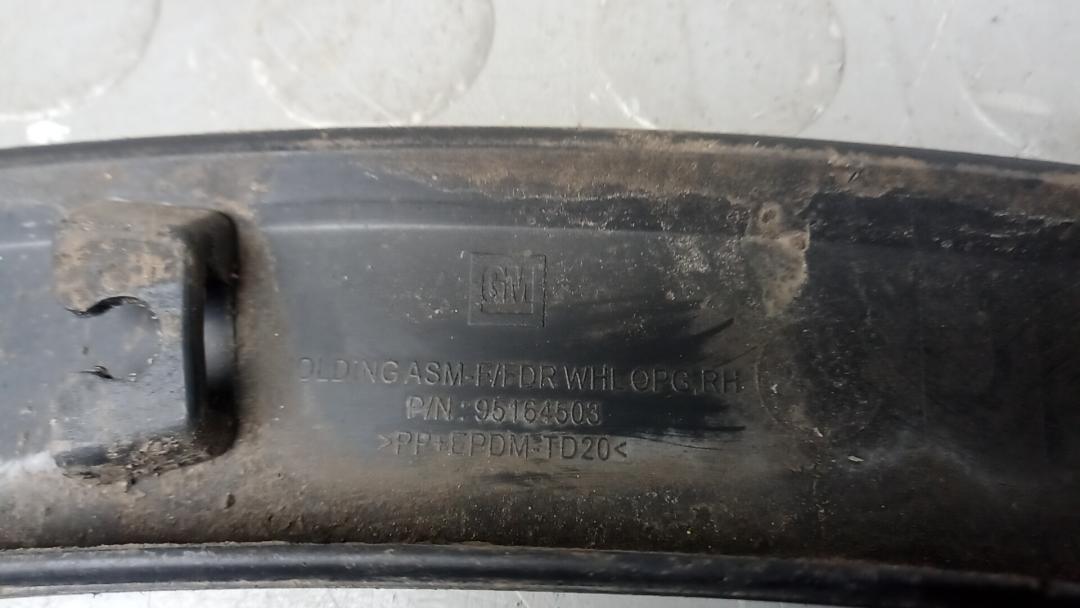 GM
OLDING ASM-F/FDR WHL OPG,RH
P/N : 95164503
>PP+EPDM-TD20<